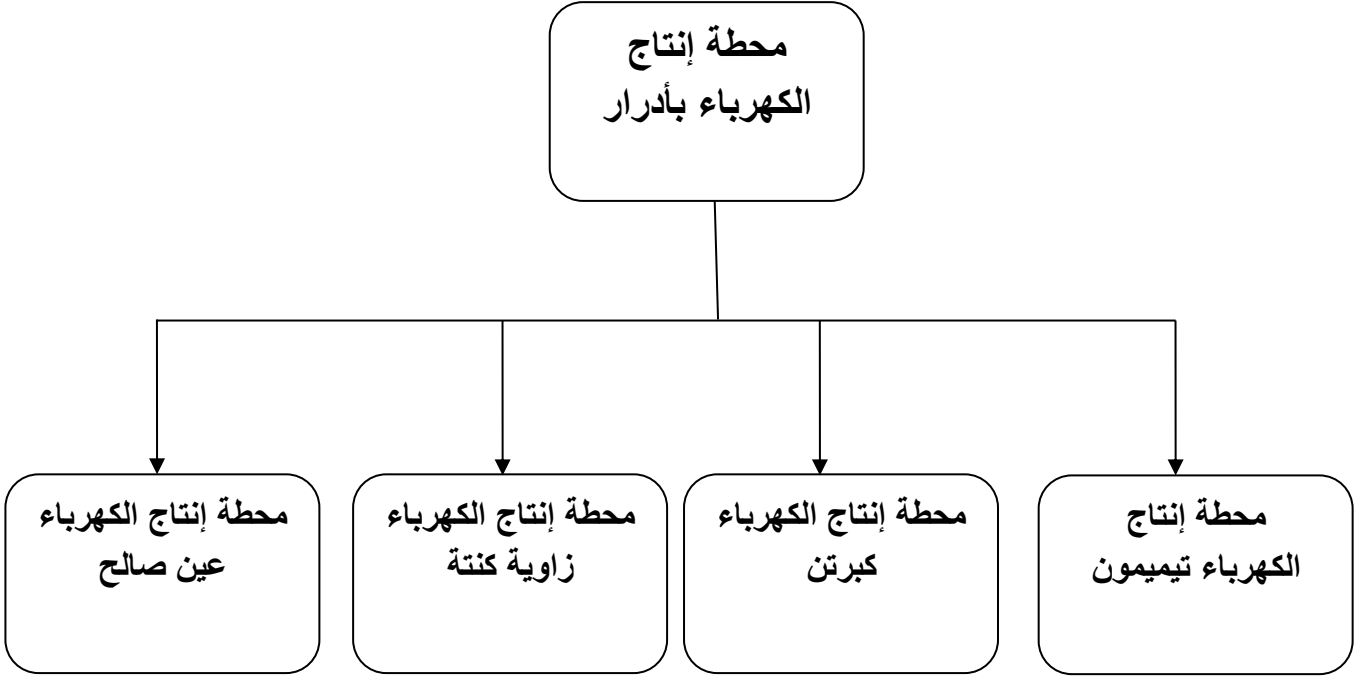 محطة إنتاج
الكهرباء بأدرار
محطة إنتاج
الكهرباء تيميمون
محطة إنتاج الكهرباء
كبرتن
محطة إنتاج الكهرباء
زاوية كنتة
محطة إنتاج الكهرباء
عين صالح